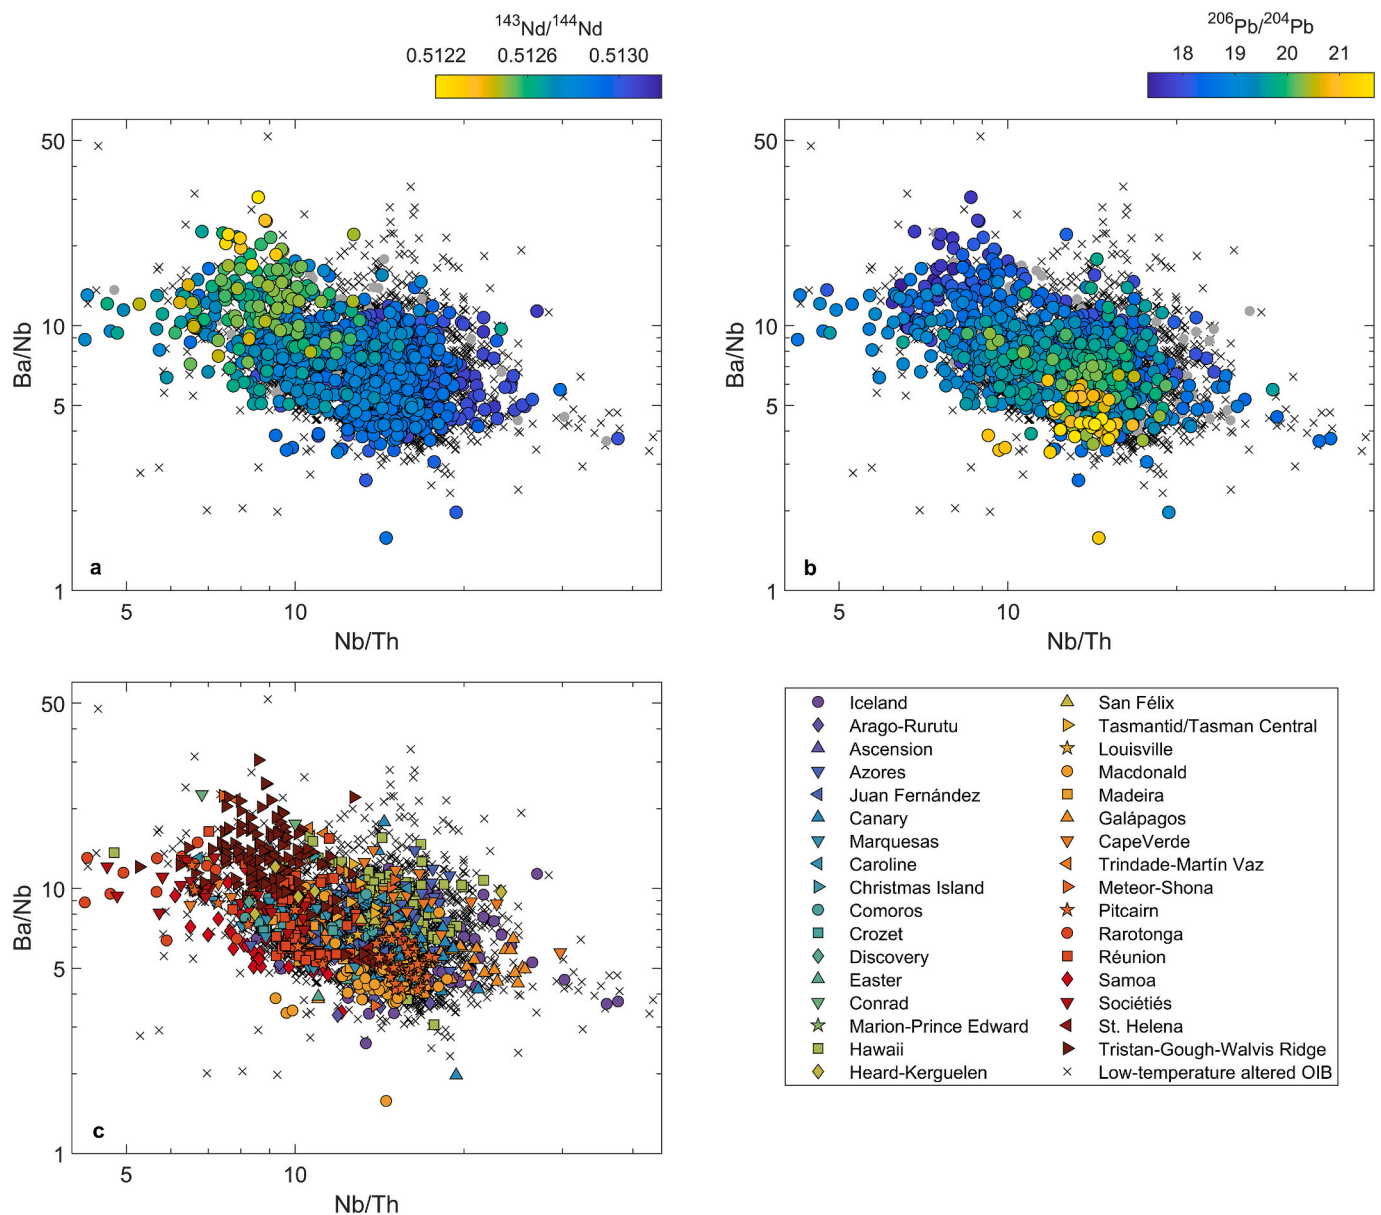 ¹⁴³Nd/¹⁴⁴Nd
0.5122 0.5126 0.5130
50
10
5
1
Ba/Nb
a
5 10
Nb/Th
²⁰⁶Pb/²⁰⁴Pb
18 19 20 21
50
10
5
1
Ba/Nb
b
5 10
Nb/Th
50
10
5
1
Ba/Nb
c
5 10
Nb/Th
Iceland
Arago-Rurutu
Ascension
Azores
Juan Fernández
Canary
Marquesas
Caroline
Christmas Island
Comoros
Crozet
Discovery
Easter
Conrad
Marion-Prince Edward
Hawaii
Heard-Kerguelen
San Félix
Tasmantid/Tasman Central
Louisville
Macdonald
Madeira
Galápagos
CapeVerde
Trindade-Martín Vaz
Meteor-Shona
Pitcairn
Rarotonga
Réunion
Samoa
Sociétiés
St. Helena
Tristan-Gough-Walvis Ridge
Low-temperature altered OIB